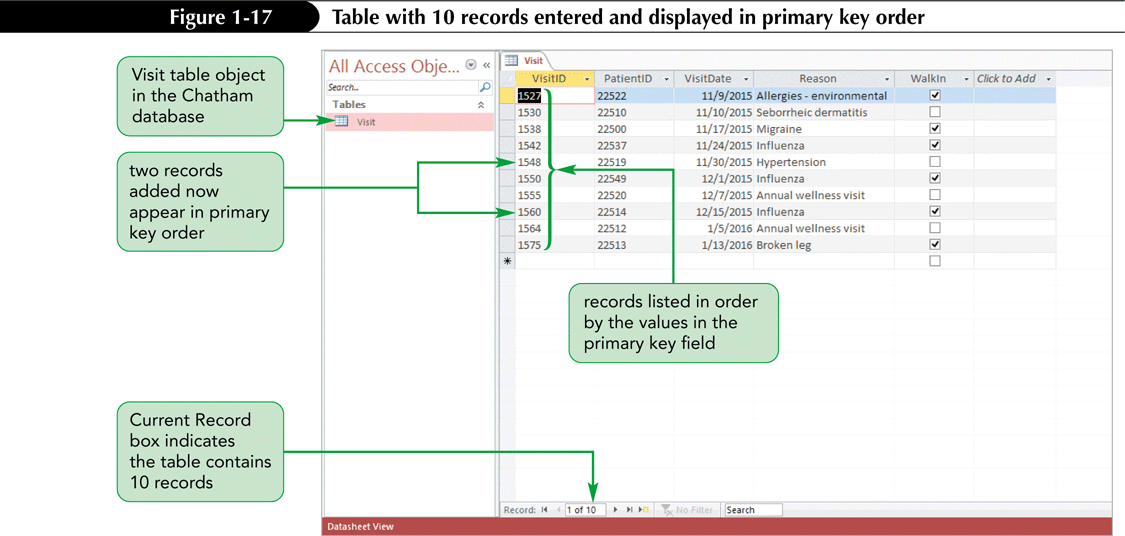 Figure 1-17 Table with 10 records entered and displayed in primary key order
Visit table object
in the Chatham
database
two records
added now
appear in primary
key order
Current Record
box indicates
the table contains
10 records
All Access Obje... «
Search...
Tables
Visit
Visit
VisitID PatientID VisitDate Reason WalkIn Click to Add
1527 22522 11/9/2015 Allergies - environmental
1530 22510 11/10/2015 Seborrheic dermatitis
1538 22500 11/17/2015 Migraine
1542 22537 11/24/2015 Influenza
1548 22519 11/30/2015 Hypertension
1550 22549 12/1/2015 Influenza
1555 22520 12/7/2015 Annual wellness visit
1560 22514 12/15/2015 Influenza
1564 22512 1/5/2016 Annual wellness visit
1575 22513 1/13/2016 Broken leg
records listed in order
by the values in the
primary key field
Record: 1 of 10 No Filter Search
Datasheet View